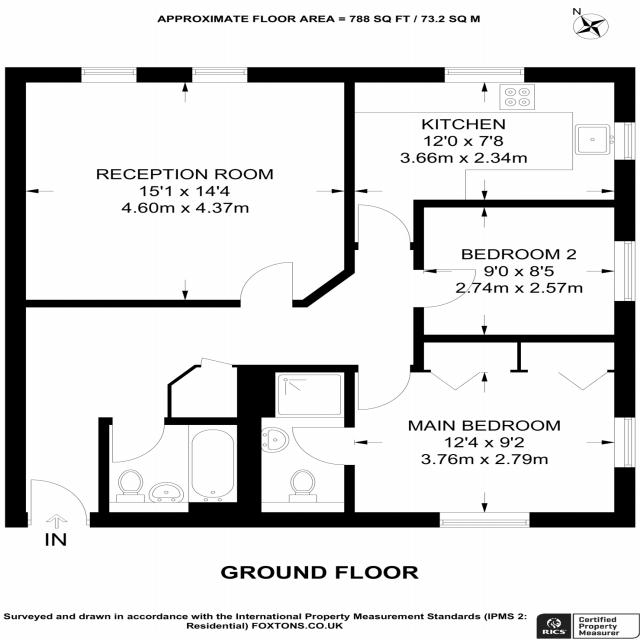 APPROXIMATE FLOOR AREA = 788 SQ FT / 73.2 SQ M
N
KITCHEN
12'0 x 7'8
3.66m x 2.34m
RECEPTION ROOM
15'1 x 14'4
4.60m x 4.37m
BEDROOM 2
9'0 x 8'5
2.74m x 2.57m
MAIN BEDROOM
12'4 x 9'2
3.76m x 2.79m
IN
GROUND FLOOR
Surveyed and drawn in accordance with the International Property Measurement Standards (IPMS 2:
Residential) FOXTONS.CO.UK
RICS
Certified
Property
Measurer